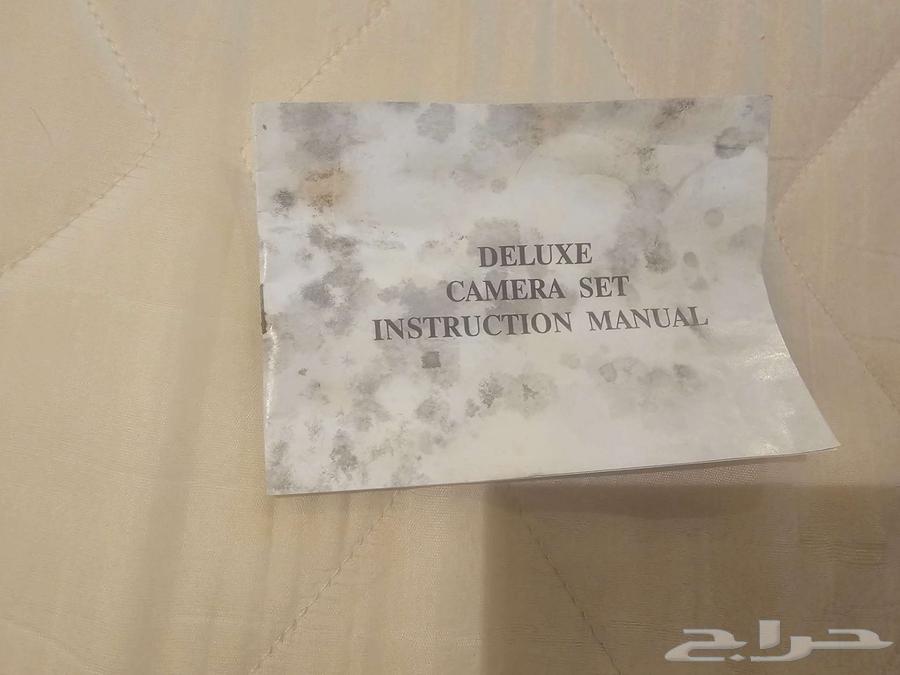 DELUXE
CAMERA SET
INSTRUCTION MANUAL
حراج